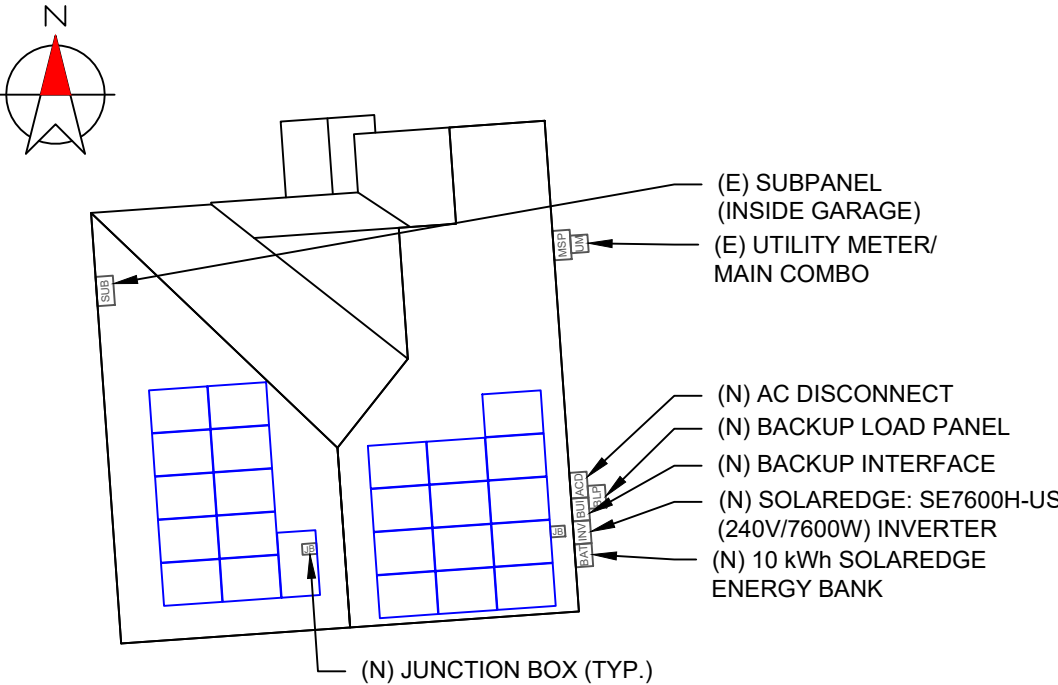 N
(E) SUBPANEL
(INSIDE GARAGE)
(E) UTILITY METER/
MAIN COMBO
MSP
UM
SUB
(N) AC DISCONNECT
(N) BACKUP LOAD PANEL
(N) BACKUP INTERFACE
(N) SOLAREDGE: SE7600H-US
(240V/7600W) INVERTER
(N) 10 kWh SOLAREDGE
ENERGY BANK
ACD
BLP
BUI
INV
BAT
JB
JB
(N) JUNCTION BOX (TYP.)